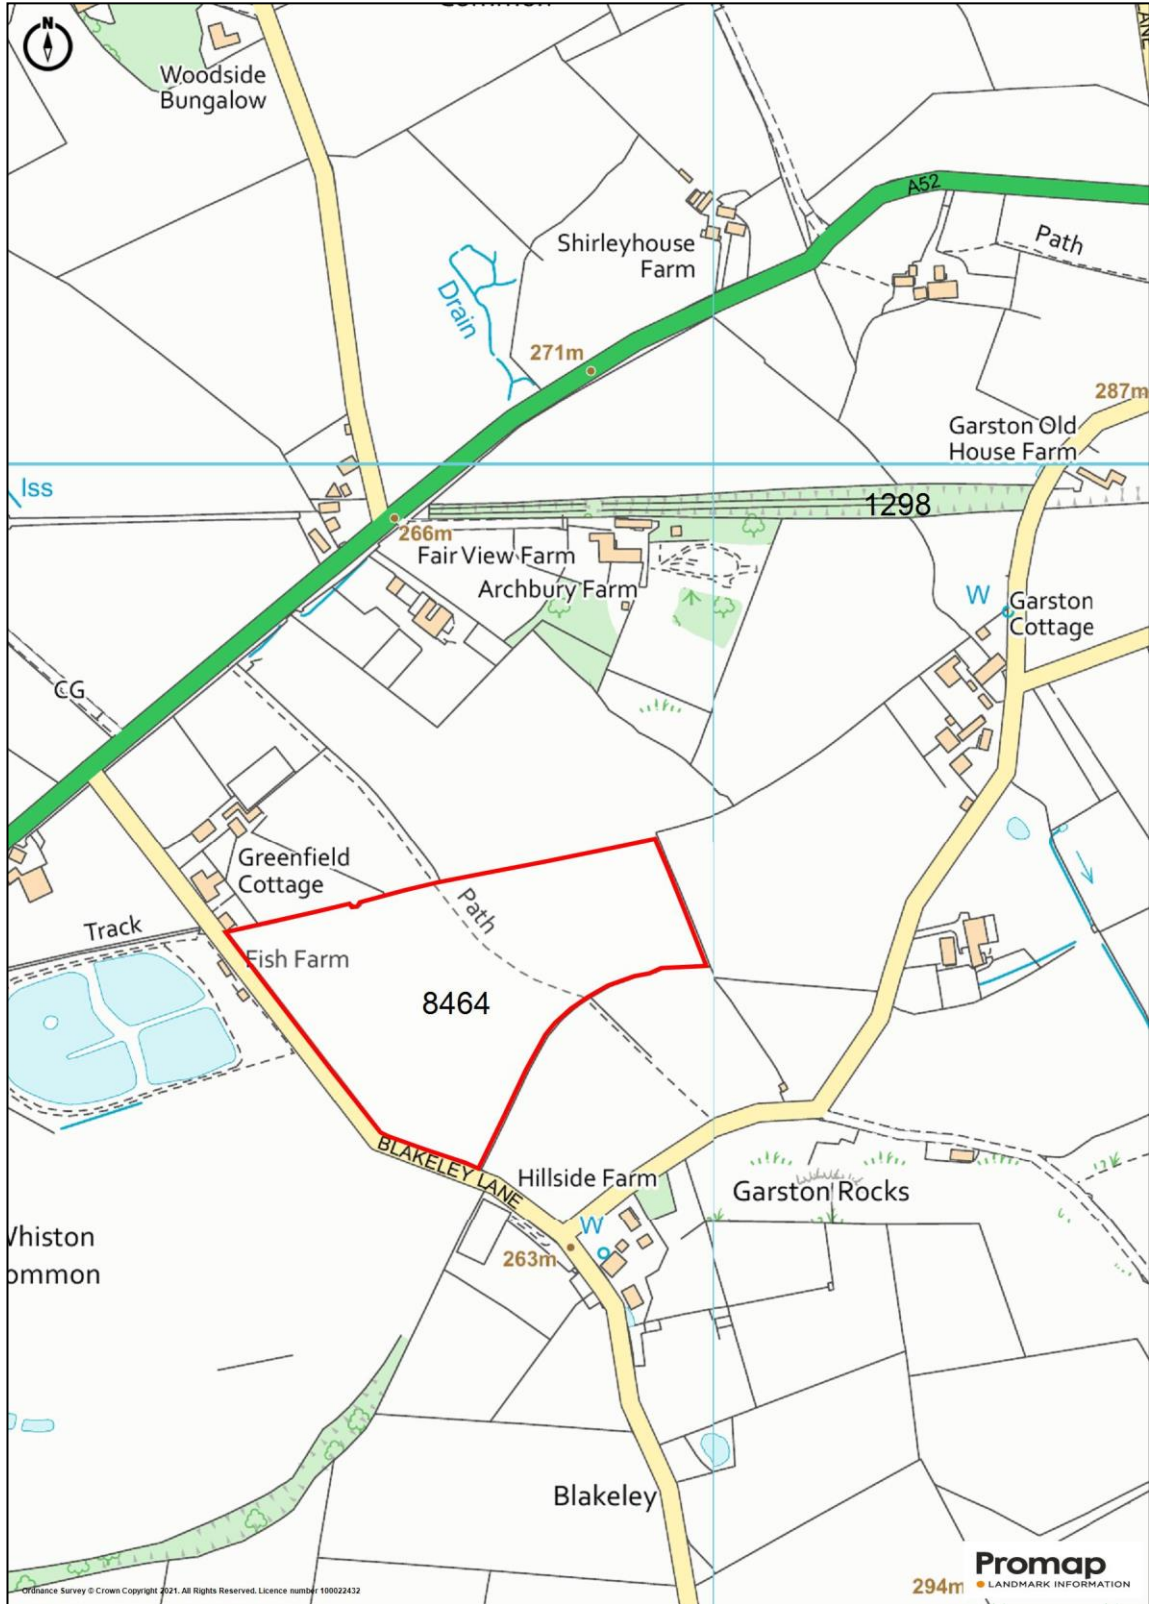 N
Woodside
Bungalow
A52
Shirleyhouse
Farm
Path
Drain
271m
287m
Garston Old
House Farm
Iss
1298
266m
Fair View Farm
Archbury Farm
W
Garston
Cottage
CG
Greenfield
Cottage
Path
Track
Fish Farm
8464
BLAKELEY LANE
Hillside Farm
Garston Rocks
W
263m
Blakeley
294m
Promap
LANDMARK INFORMATION
Ordnance Survey © Crown Copyright 2021. All Rights Reserved. Licence number 100022432